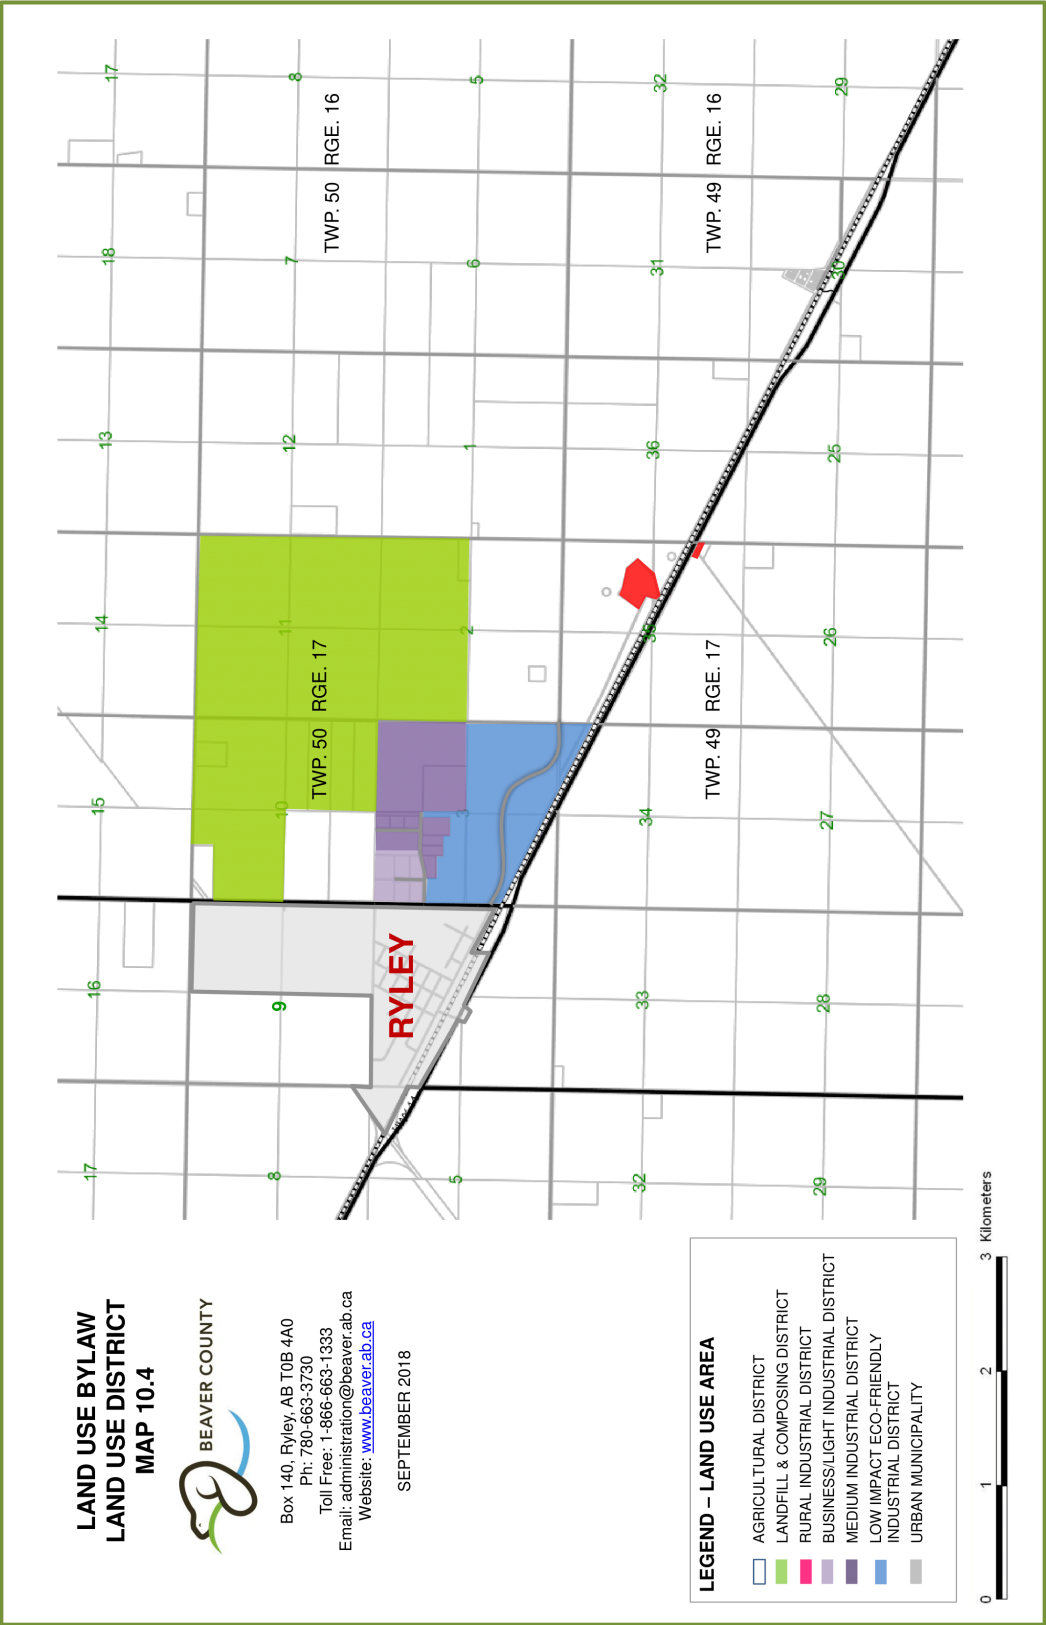 LAND USE BYLAW
LAND USE DISTRICT
MAP 10.4
BEAVER COUNTY
Box 140, Ryley, AB T0B 4A0
Ph: 780-663-3730
Toll Free: 1-866-663-1333
Email: administration@beaver.ab.ca
Website: www.beaver.ab.ca
SEPTEMBER 2018
LEGEND – LAND USE AREA
AGRICULTURAL DISTRICT
LANDFILL & COMPOSING DISTRICT
RURAL INDUSTRIAL DISTRICT
BUSINESS/LIGHT INDUSTRIAL DISTRICT
MEDIUM INDUSTRIAL DISTRICT
LOW IMPACT ECO-FRIENDLY
INDUSTRIAL DISTRICT
URBAN MUNICIPALITY
0 1 2 3 Kilometers
17 16 15 14 13 18 17
8 9 10 11 12 7 8
TWP. 50 RGE. 17
TWP. 50 RGE. 16
RYLEY
5 3 2 1 6 5
32 33 34 35 36 31 32
TWP. 49 RGE. 17
TWP. 49 RGE. 16
29 28 27 26 25 30 29